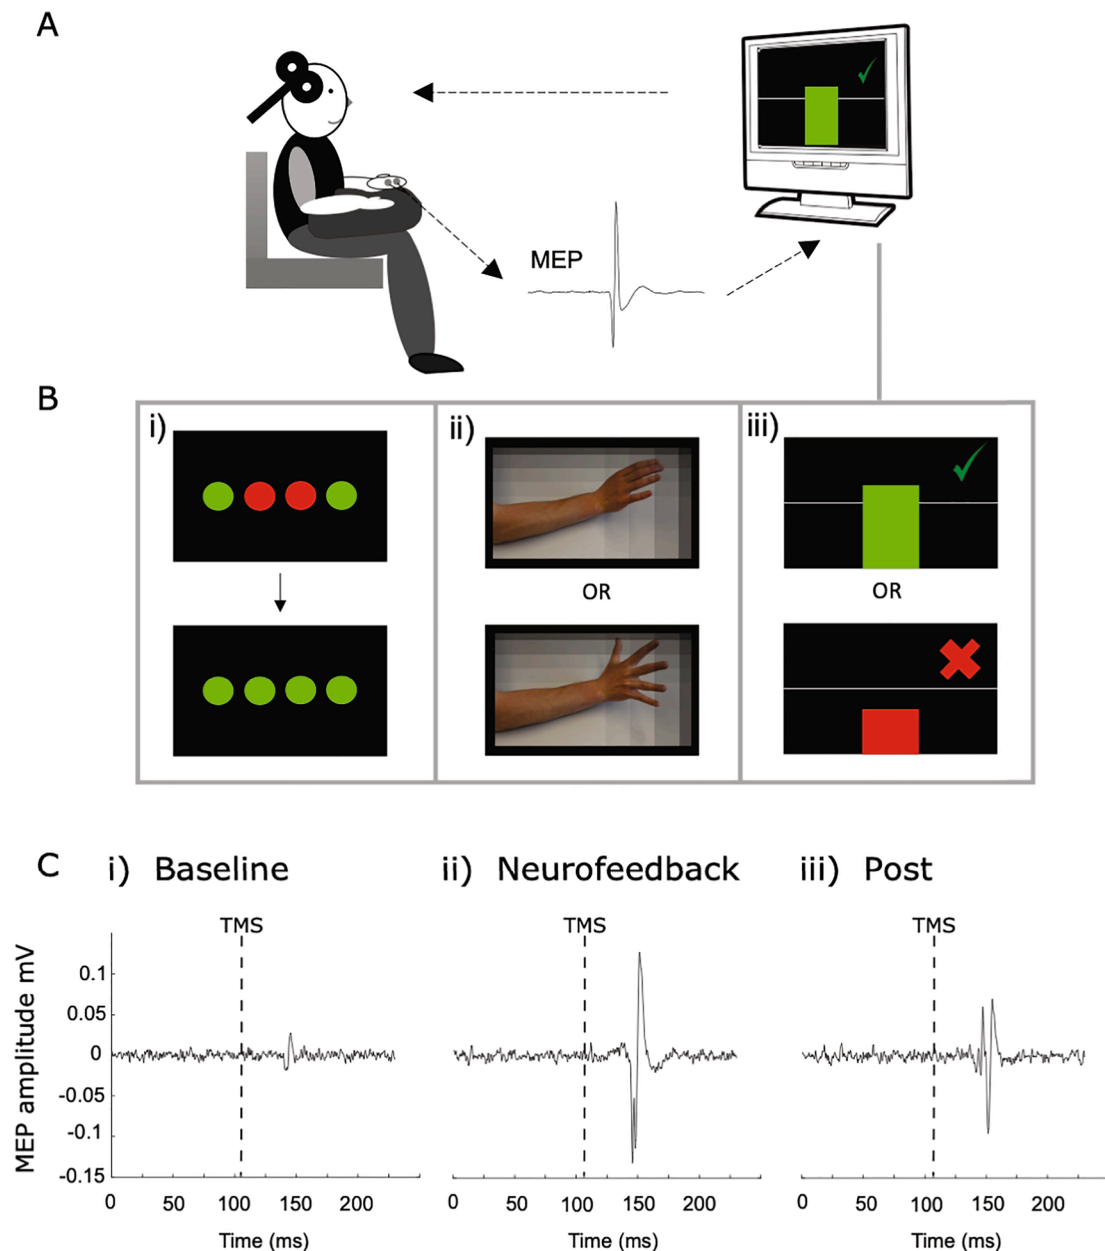 A
MEP
B
i)
ii)
iii)
OR
OR
C
i) Baseline
ii) Neurofeedback
iii) Post
TMS
TMS
TMS
MEP amplitude mV
0.1
0.05
0
-0.05
-0.1
-0.15
0 50 100 150 200
0 50 100 150 200
0 50 100 150 200
Time (ms)
Time (ms)
Time (ms)